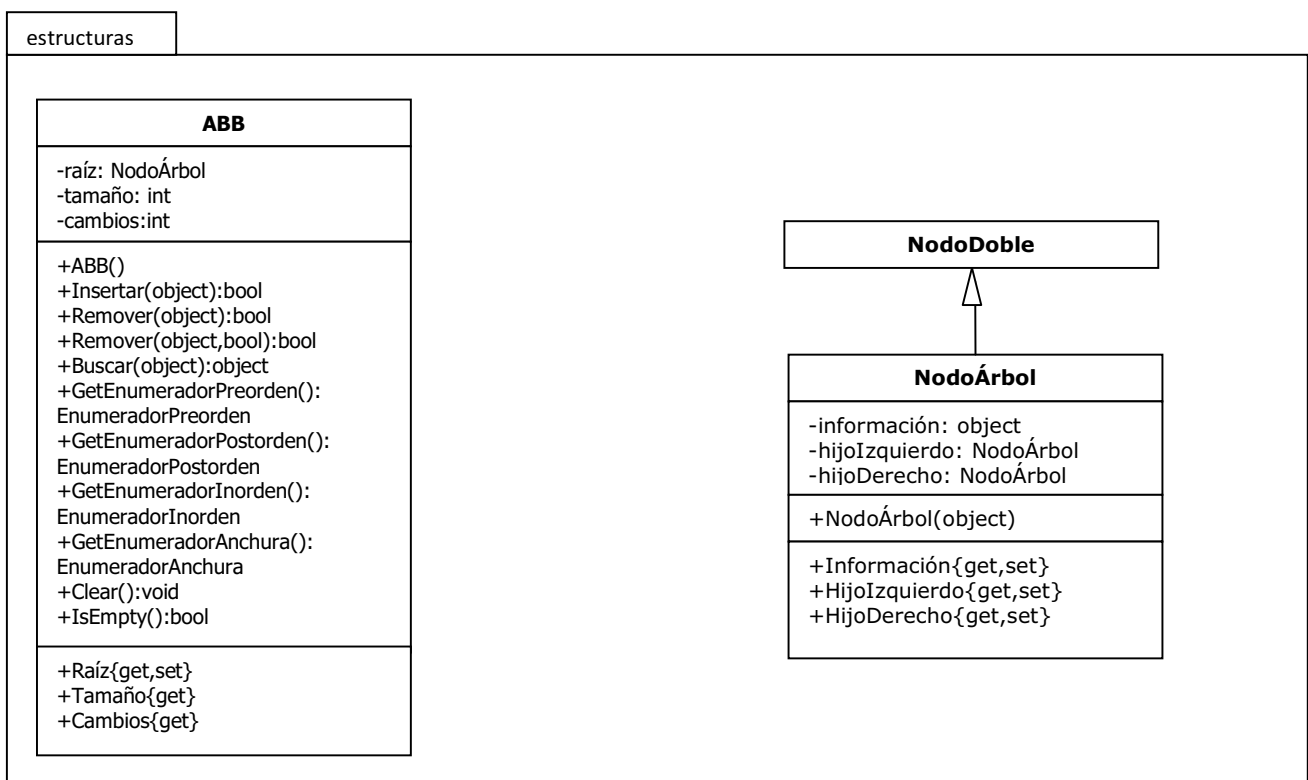 estructuras
ABB
-raíz: NodoÁrbol
-tamaño: int
-cambios:int
+ABB()
+Insertar(object):bool
+Remover(object):bool
+Remover(object,bool):bool
+Buscar(object):object
+GetEnumeradorPreorden():
EnumeradorPreorden
+GetEnumeradorPostorden():
EnumeradorPostorden
+GetEnumeradorInorden():
EnumeradorInorden
+GetEnumeradorAnchura():
EnumeradorAnchura
+Clear():void
+IsEmpty():bool
+Raíz{get,set}
+Tamaño{get}
+Cambios{get}
NodoDoble
NodoÁrbol
-información: object
-hijoIzquierdo: NodoÁrbol
-hijoDerecho: NodoÁrbol
+NodoÁrbol(object)
+Información{get,set}
+HijoIzquierdo{get,set}
+HijoDerecho{get,set}